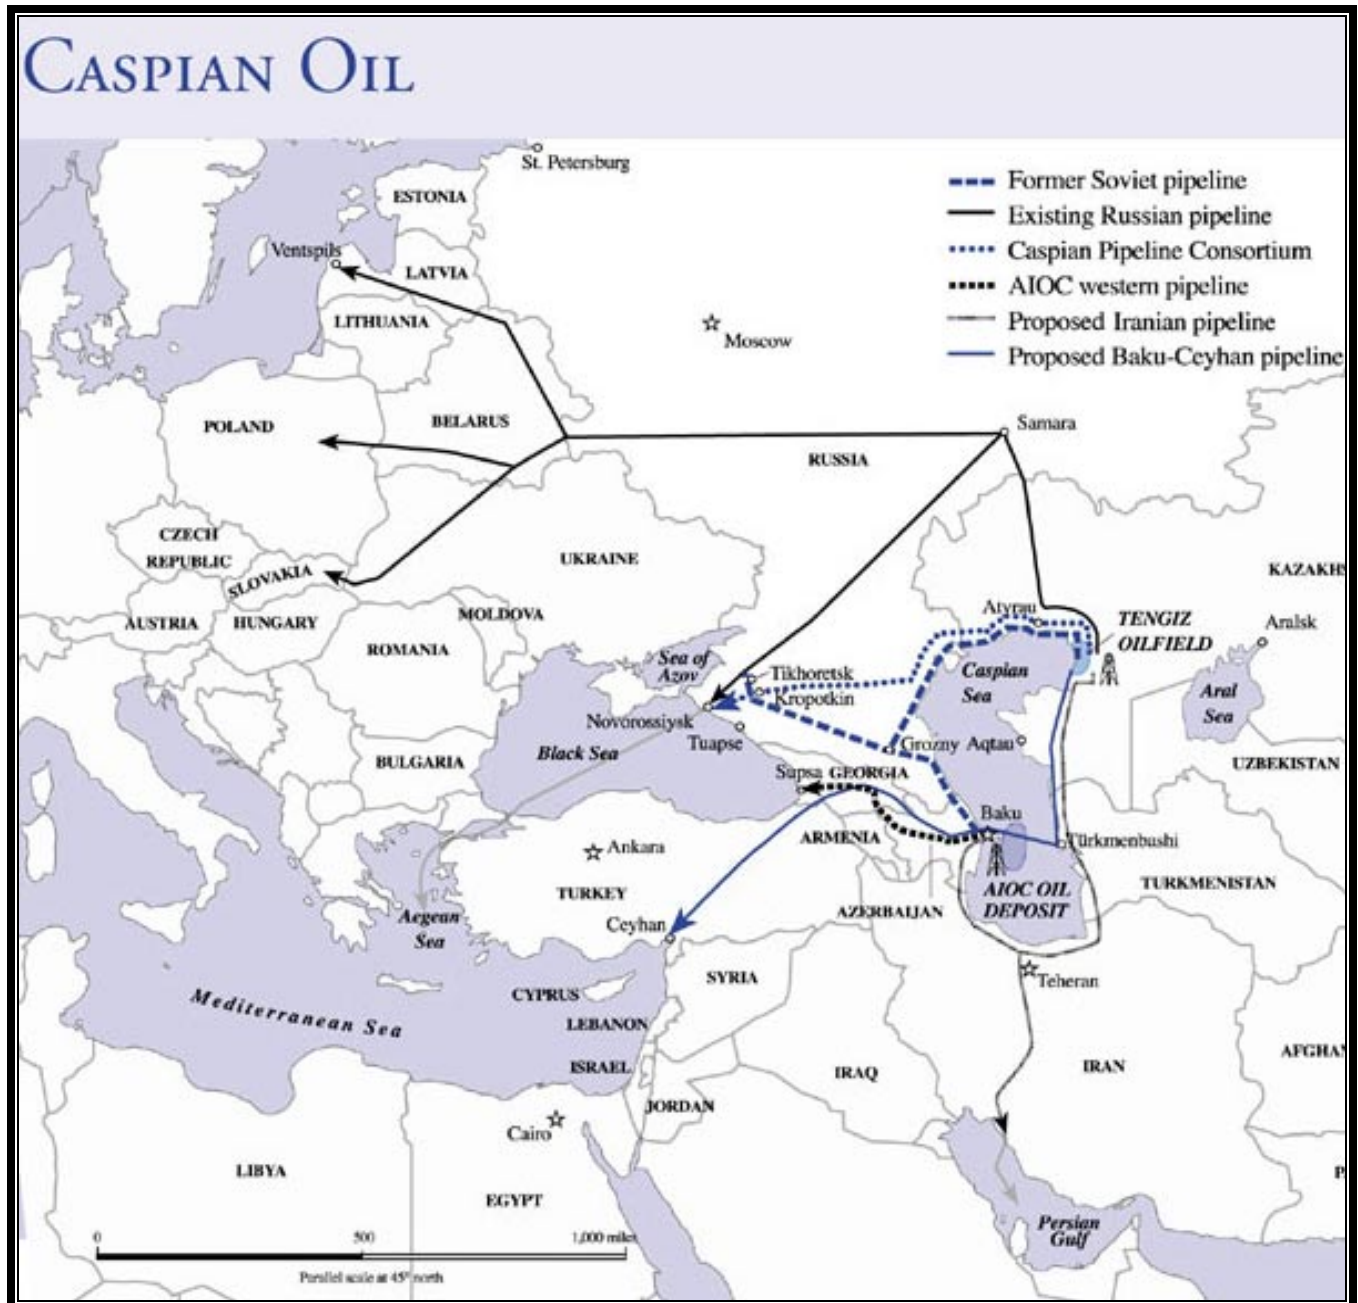 CASPIAN OIL
St. Petersburg
ESTONIA
Ventspils
LATVIA
LITHUANIA
Moscow
Former Soviet pipeline
Existing Russian pipeline
Caspian Pipeline Consortium
AIOC western pipeline
Proposed Iranian pipeline
Proposed Baku-Ceyhan pipeline
POLAND
BELARUS
Samara
RUSSIA
CZECH
REPUBLIC
SLOVAKIA
UKRAINE
KAZAKHS
AUSTRIA
HUNGARY
MOLDOVA
ROMANIA
Atyrau
TENGIZ
OILFIELD
Aralsk
Sea of
Azov
Tikhoretsk
Kropotkin
Caspian
Sea
Aral
Sea
Novorossiysk
Tuapse
Black Sea
Grozny
Aqtau
BULGARIA
Supsa
GEORGIA
UZBEKISTAN
Baku
ARMENIA
Türkmenbashi
Ankara
TURKEY
AIOC OIL
DEPOSIT
TURKMENISTAN
AZERBAIJAN
Aegean
Sea
Ceyhan
SYRIA
Teheran
CYPRUS
Mediterranean Sea
LEBANON
ISRAEL
IRAQ
IRAN
AFGHAN
JORDAN
Cairo
LIBYA
EGYPT
P
Persian
Gulf
0 500 1,000 miles
Parallel scale at 45° north